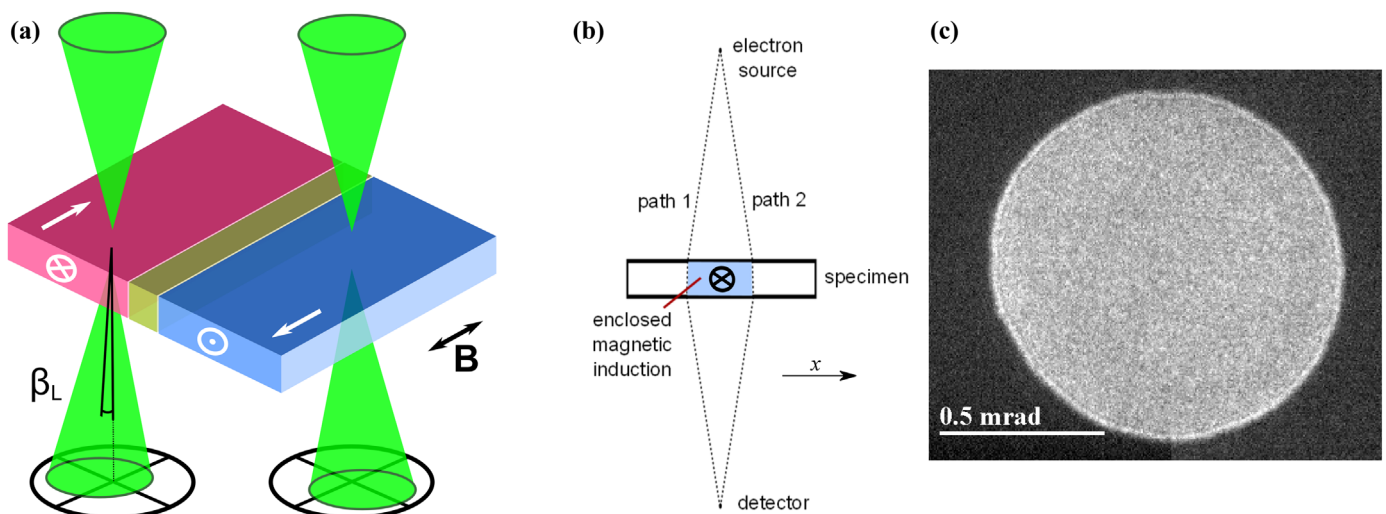 (a)
β_L
B
(b)
electron
source
path 1
path 2
specimen
enclosed
magnetic
induction
x
detector
(c)
0.5 mrad